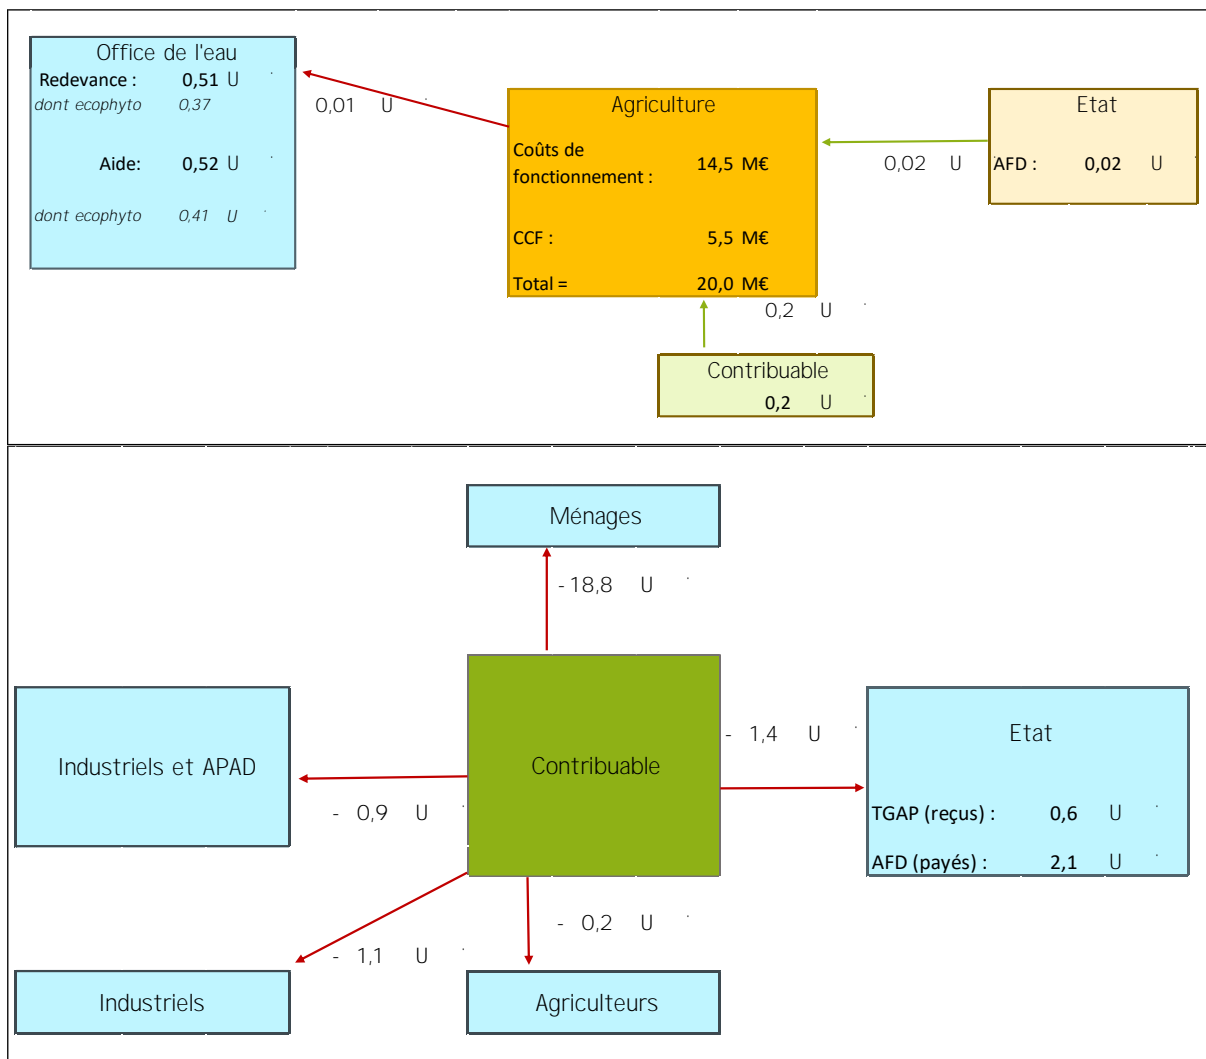 Office de l'eau
Redevance : 0,51 U
dont ecophyto 0,37
Aide: 0,52 U
dont ecophyto 0,41 U
0,01 U
Agriculture
Coûts de
fonctionnement : 14,5 M€
CCF : 5,5 M€
Total = 20,0 M€
0,02 U
Etat
AFD : 0,02 U
0,2 U
Contribuable
0,2 U
Ménages
- 18,8 U
Industriels et APAD
- 0,9 U
Contribuable
- 1,4 U
Etat
TGAP (reçus) : 0,6 U
AFD (payés) : 2,1 U
- 0,2 U
- 1,1 U
Industriels
Agriculteurs